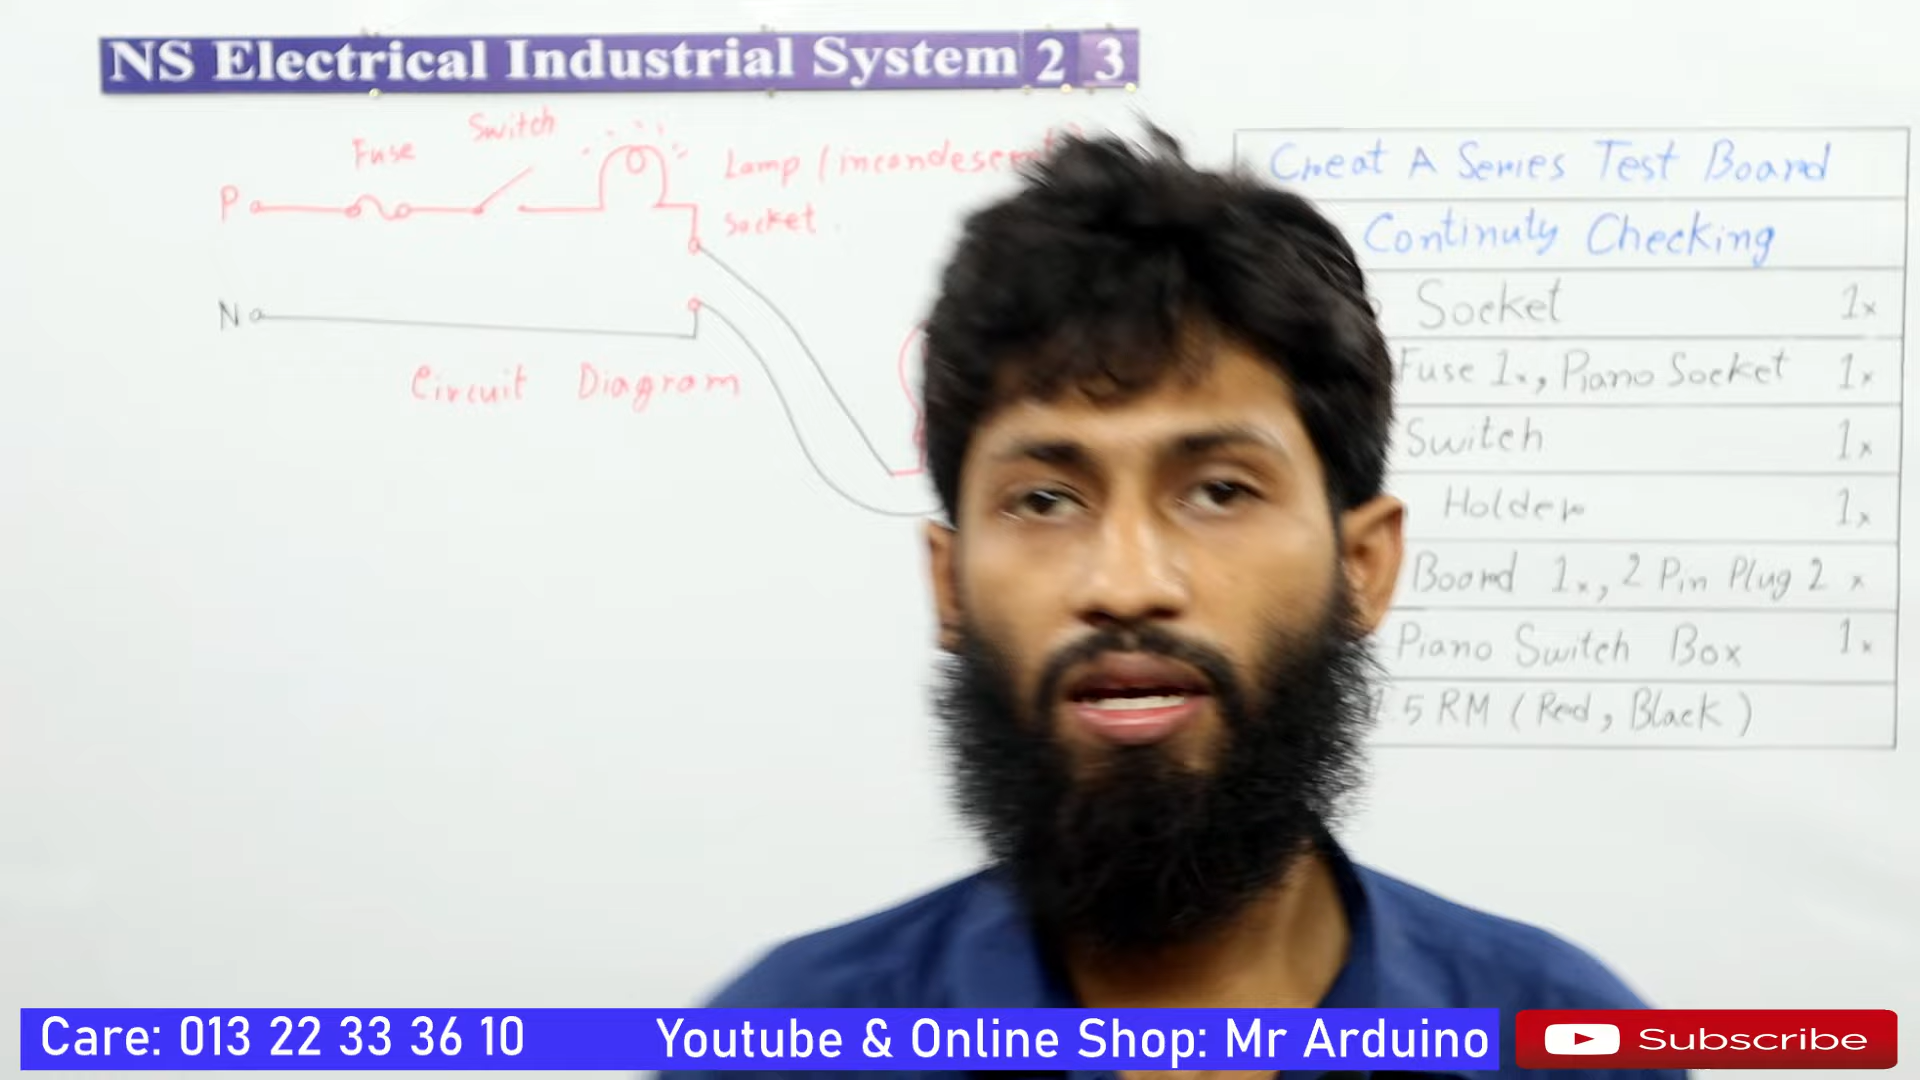 NS Electrical Industrial System 2 3
Fuse
Switch
Lamp (incandescent
Socket
P
N
Circuit Diagram
Creat A Series Test Board
Continuty Checking
Socket 1x
Fuse 1x, Piano Socket 1x
Switch 1x
Holder 1x
Board 1x, 2 Pin Plug 2x
Piano Switch Box 1x
5 RM (Red, Black)
Care: 013 22 33 36 10
Youtube & Online Shop: Mr Arduino
Subscribe